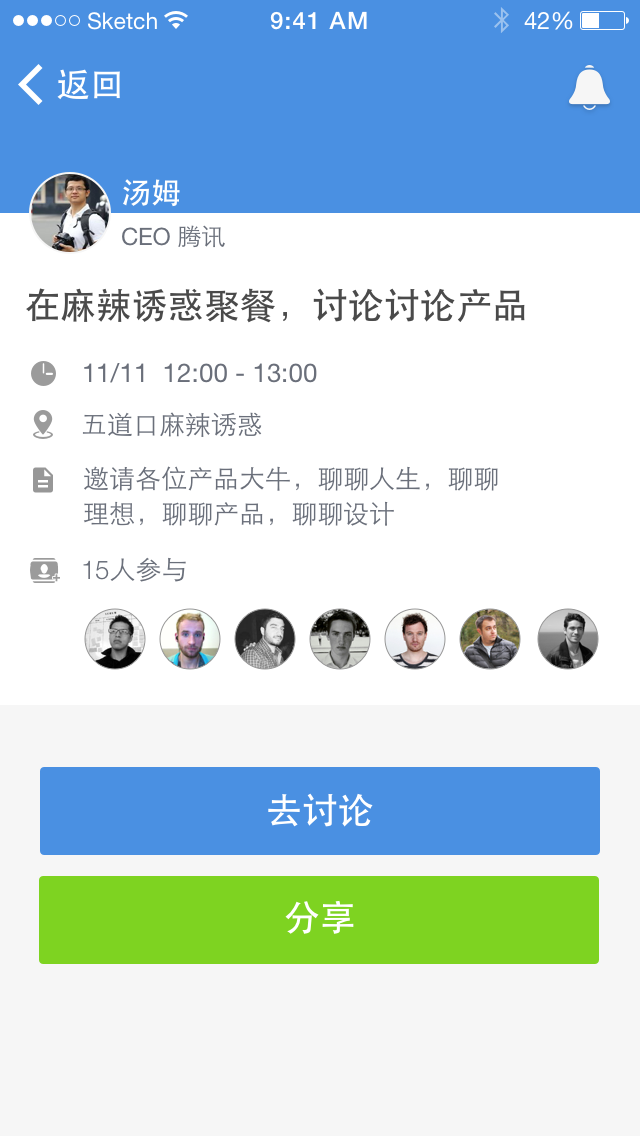 Sketch 9:41 AM 42%
返回
汤姆
CEO 腾讯
在麻辣诱惑聚餐，讨论讨论产品
11/11 12:00 - 13:00
五道口麻辣诱惑
邀请各位产品大牛，聊聊人生，聊聊
理想，聊聊产品，聊聊设计
15人参与
去讨论
分享